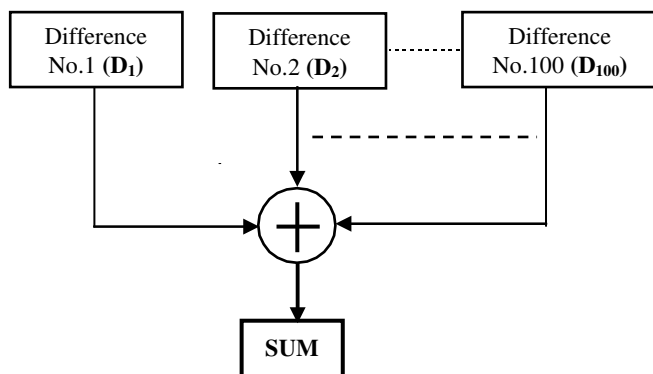 Difference
No.1 (D₁)
Difference
No.2 (D₂)
Difference
No.100 (D₁₀₀)
SUM